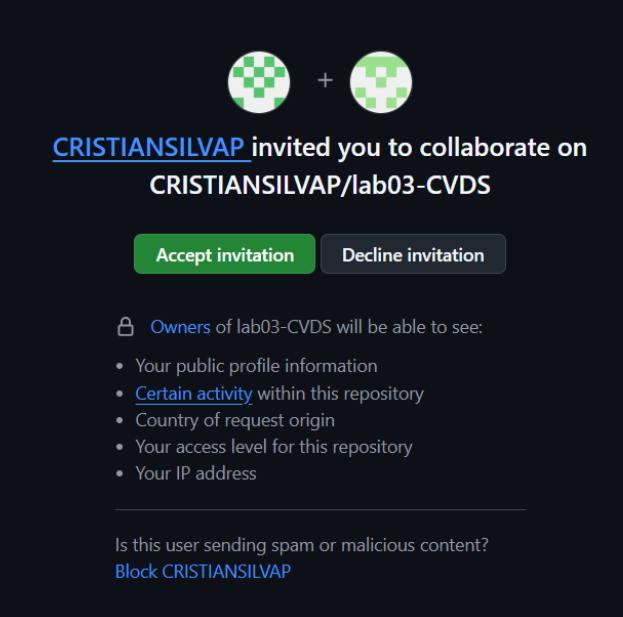 CRISTIANSILVAP invited you to collaborate on
CRISTIANSILVAP/lab03-CVDS
Accept invitation
Decline invitation
Owners of lab03-CVDS will be able to see:
• Your public profile information
• Certain activity within this repository
• Country of request origin
• Your access level for this repository
• Your IP address
Is this user sending spam or malicious content?
Block CRISTIANSILVAP